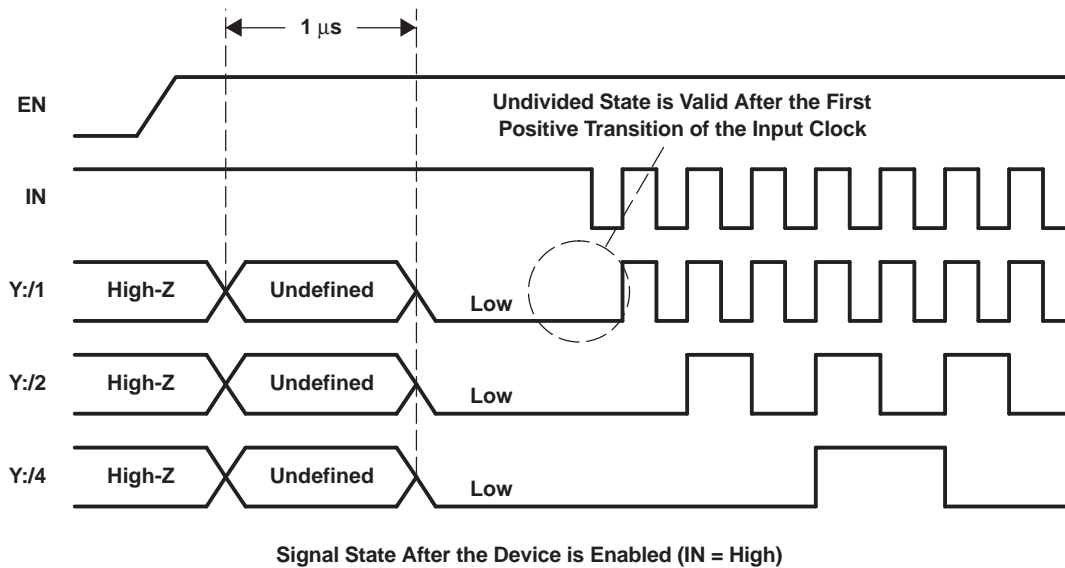 1 μs
EN
Undivided State is Valid After the First
Positive Transition of the Input Clock
IN
Y:/1 High-Z Undefined Low
Y:/2 High-Z Undefined Low
Y:/4 High-Z Undefined Low
Signal State After the Device is Enabled (IN = High)